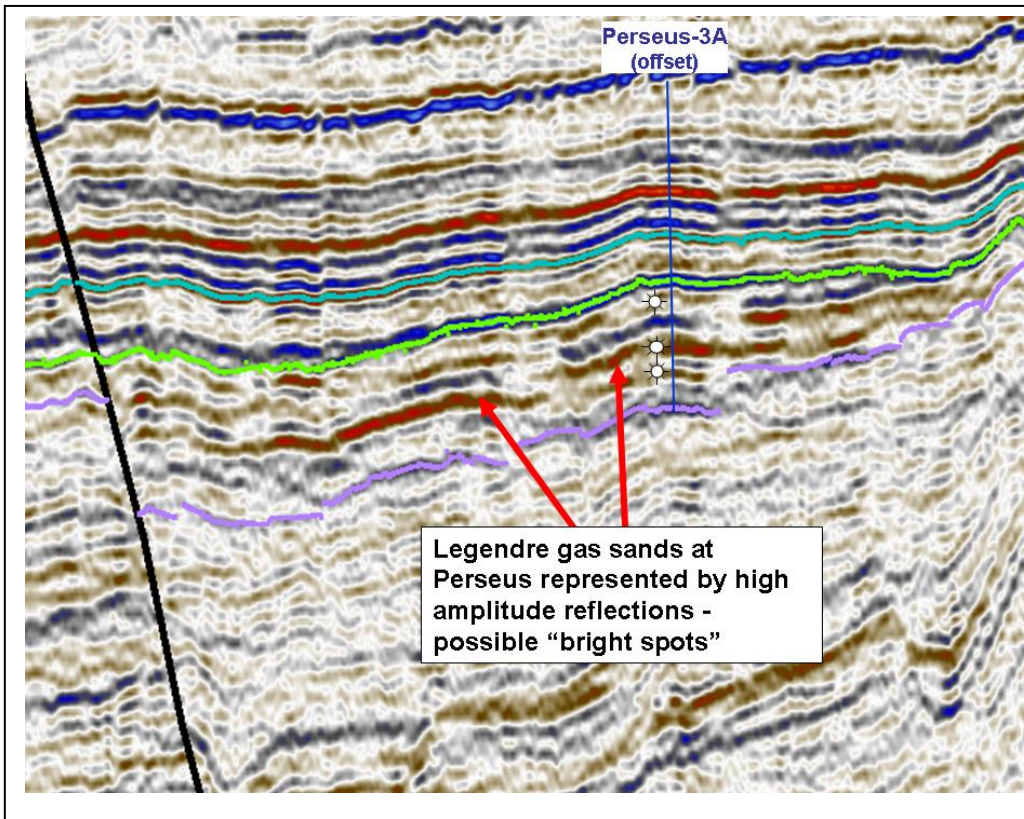 Perseus-3A
(offset)
Legendre gas sands at
Perseus represented by high
amplitude reflections -
possible “bright spots”